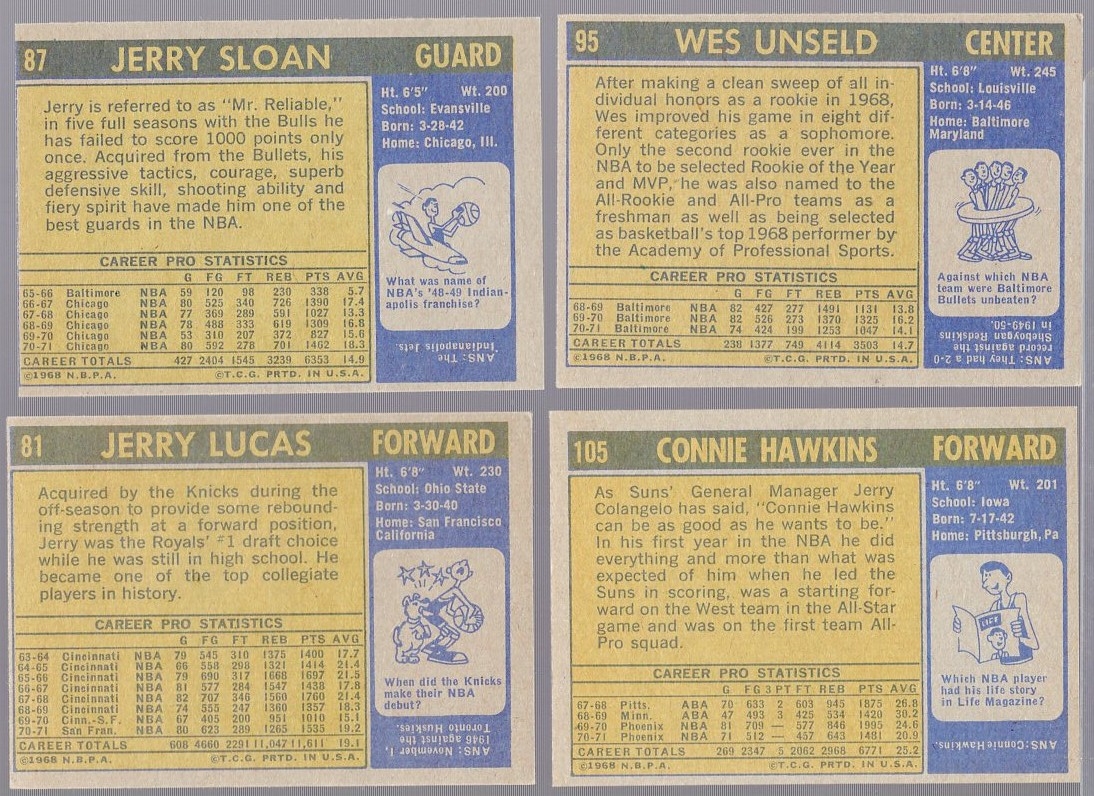 87 JERRY SLOAN GUARD
Jerry is referred to as "Mr. Reliable,"
in five full seasons with the Bulls he
has failed to score 1000 points only
once. Acquired from the Bullets, his
aggressive tactics, courage, superb
defensive skill, shooting ability and
fiery spirit have made him one of the
best guards in the NBA.
CAREER PRO STATISTICS
G FG FT REB PTS AVG
65-66 Baltimore NBA 59 120 98 230 338 5.7
66-67 Chicago NBA 80 525 340 726 1390 17.4
67-68 Chicago NBA 77 369 289 591 1027 13.3
68-69 Chicago NBA 78 488 333 619 1309 16.8
69-70 Chicago NBA 53 310 207 372 827 15.6
70-71 Chicago NBA 80 592 278 701 1462 18.3
CAREER TOTALS 427 2404 1545 3239 6353 14.9
©1968 N.B.P.A. ©T.C.G. PRTD. IN U.S.A.
Ht. 6'5" Wt. 200
School: Evansville
Born: 3-28-42
Home: Chicago, Ill.
What was name of
NBA's '48-49 Indian-
apolis franchise?
ANS: The
Indianapolis Jets.
95 WES UNSELD CENTER
After making a clean sweep of all in-
dividual honors as a rookie in 1968,
Wes improved his game in eight dif-
ferent categories as a sophomore.
Only the second rookie ever in the
NBA to be selected Rookie of the Year
and MVP, he was also named to the
All-Rookie and All-Pro teams as a
freshman as well as being selected
as basketball's top 1968 performer by
the Academy of Professional Sports.
CAREER PRO STATISTICS
G FG FT REB PTS AVG
68-69 Baltimore NBA 82 427 277 1491 1131 13.8
69-70 Baltimore NBA 82 526 273 1370 1325 16.2
70-71 Baltimore NBA 74 424 199 1253 1047 14.1
CAREER TOTALS 238 1377 749 4114 3503 14.7
©1968 N.B.P.A. ©T.C.G. PRTD. IN U.S.A.
Ht. 6'8" Wt. 245
School: Louisville
Born: 3-14-46
Home: Baltimore
Maryland
Against which NBA
team were Baltimore
Bullets unbeaten?
ANS: They had a 2-0
record against the
Sheboygan Redskins
in 1949-50.
81 JERRY LUCAS FORWARD
Acquired by the Knicks during the
off-season to provide some rebound-
ing strength at a forward position,
Jerry was the Royals' #1 draft choice
while he was still in high school. He
became one of the top collegiate
players in history.
CAREER PRO STATISTICS
G FG FT REB PTS AVG
63-64 Cincinnati NBA 79 545 310 1375 1400 17.7
64-65 Cincinnati NBA 66 558 298 1321 1414 21.4
65-66 Cincinnati NBA 79 690 317 1668 1697 21.5
66-67 Cincinnati NBA 81 577 284 1547 1438 17.8
67-68 Cincinnati NBA 82 707 346 1560 1760 21.4
68-69 Cincinnati NBA 74 555 247 1360 1357 18.3
69-70 Cinn.-S.F. NBA 67 405 200 951 1010 15.1
70-71 San Fran. NBA 80 623 289 1265 1535 19.2
CAREER TOTALS 608 4660 2291 11,047 11,611 19.1
©1968 N.B.P.A. ©T.C.G. PRTD. IN U.S.A.
Ht. 6'8" Wt. 230
School: Ohio State
Born: 3-30-40
Home: San Francisco
California
When did the Knicks
make their NBA
debut?
ANS: November 1,
1946 against the
Toronto Huskies.
105 CONNIE HAWKINS FORWARD
As Suns' General Manager Jerry
Colangelo has said, "Connie Hawkins
can be as good as he wants to be."
In his first year in the NBA he did
everything and more than what was
expected of him when he led the
Suns in scoring, was a starting for-
ward on the West team in the All-Star
game and was on the first team All-
Pro squad.
CAREER PRO STATISTICS
G FG 3 PT FT REB PTS AVG
67-68 Pitts. ABA 70 633 2 603 945 1875 26.8
68-69 Minn. ABA 47 493 3 425 534 1420 30.2
69-70 Phoenix NBA 81 709 — 577 846 1995 24.6
70-71 Phoenix NBA 71 512 — 457 643 1481 20.9
CAREER TOTALS 269 2347 5 2062 2968 6771 25.2
©1968 N.B.P.A. ©T.C.G. PRTD. IN U.S.A.
Ht. 6'8" Wt. 201
School: Iowa
Born: 7-17-42
Home: Pittsburgh, Pa
LIFE
Which NBA player
had his life story
in Life Magazine?
ANS: Connie Hawkins.